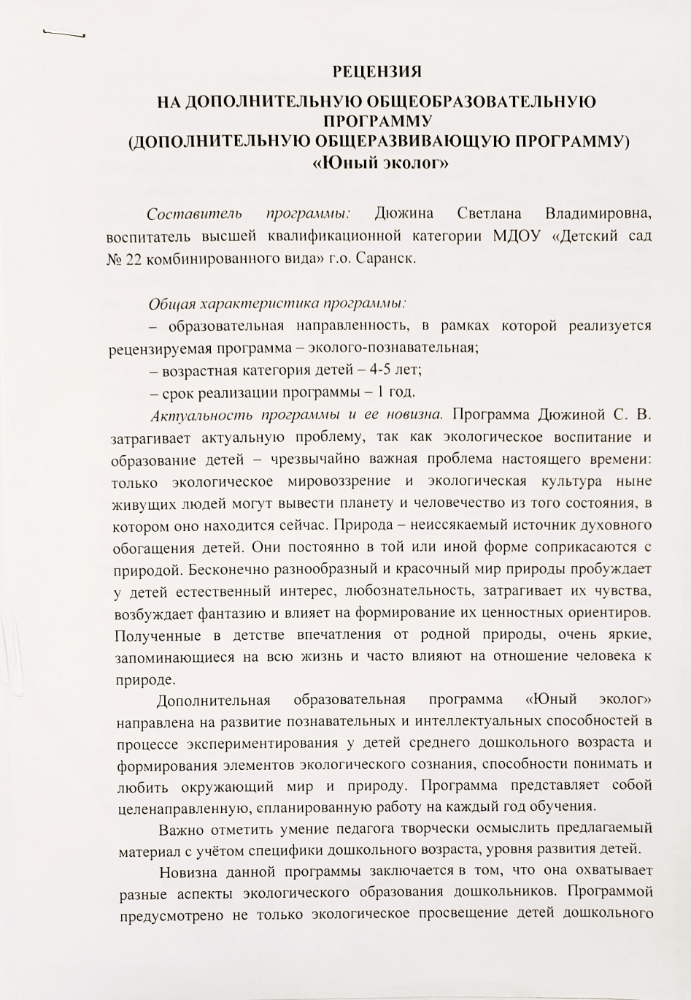 РЕЦЕНЗИЯ
НА ДОПОЛНИТЕЛЬНУЮ ОБЩЕОБРАЗОВАТЕЛЬНУЮ
ПРОГРАММУ
(ДОПОЛНИТЕЛЬНУЮ ОБЩЕРАЗВИВАЮЩУЮ ПРОГРАММУ)
«Юный эколог»
Составитель программы: Дюжина Светлана Владимировна,
воспитатель высшей квалификационной категории МДОУ «Детский сад
№ 22 комбинированного вида» г.о. Саранск.
Общая характеристика программы:
– образовательная направленность, в рамках которой реализуется
рецензируемая программа – эколого-познавательная;
– возрастная категория детей – 4-5 лет;
– срок реализации программы – 1 год.
Актуальность программы и ее новизна. Программа Дюжиной С. В.
затрагивает актуальную проблему, так как экологическое воспитание и
образование детей – чрезвычайно важная проблема настоящего времени:
только экологическое мировоззрение и экологическая культура ныне
живущих людей могут вывести планету и человечество из того состояния, в
котором оно находится сейчас. Природа – неиссякаемый источник духовного
обогащения детей. Они постоянно в той или иной форме соприкасаются с
природой. Бесконечно разнообразный и красочный мир природы пробуждает
у детей естественный интерес, любознательность, затрагивает их чувства,
возбуждает фантазию и влияет на формирование их ценностных ориентиров.
Полученные в детстве впечатления от родной природы, очень яркие,
запоминающиеся на всю жизнь и часто влияют на отношение человека к
природе.
Дополнительная образовательная программа «Юный эколог»
направлена на развитие познавательных и интеллектуальных способностей в
процессе экспериментирования у детей среднего дошкольного возраста и
формирования элементов экологического сознания, способности понимать и
любить окружающий мир и природу. Программа представляет собой
целенаправленную, спланированную работу на каждый год обучения.
Важно отметить умение педагога творчески осмыслить предлагаемый
материал с учётом специфики дошкольного возраста, уровня развития детей.
Новизна данной программы заключается в том, что она охватывает
разные аспекты экологического образования дошкольников. Программой
предусмотрено не только экологическое просвещение детей дошкольного